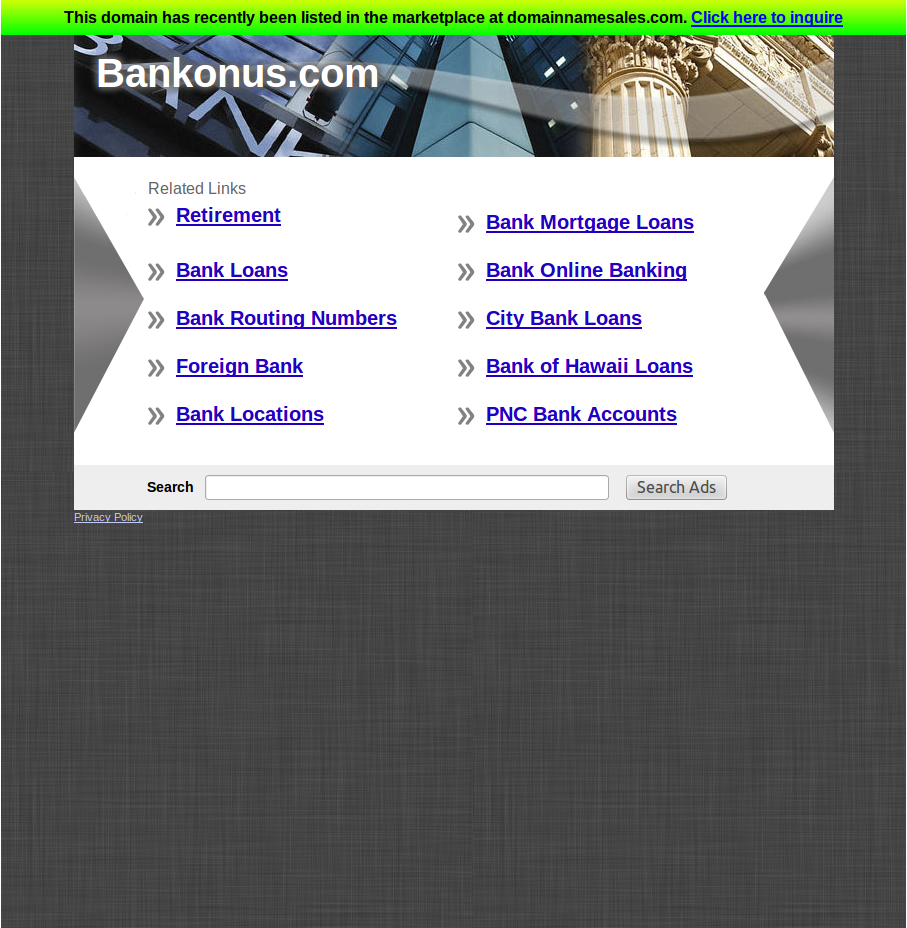 This domain has recently been listed in the marketplace at domainnamesales.com. Click here to inquire
Bankonus.com
Related Links
Retirement
Bank Mortgage Loans
Bank Loans
Bank Online Banking
Bank Routing Numbers
City Bank Loans
Foreign Bank
Bank of Hawaii Loans
Bank Locations
PNC Bank Accounts
Search
Search Ads
Privacy Policy